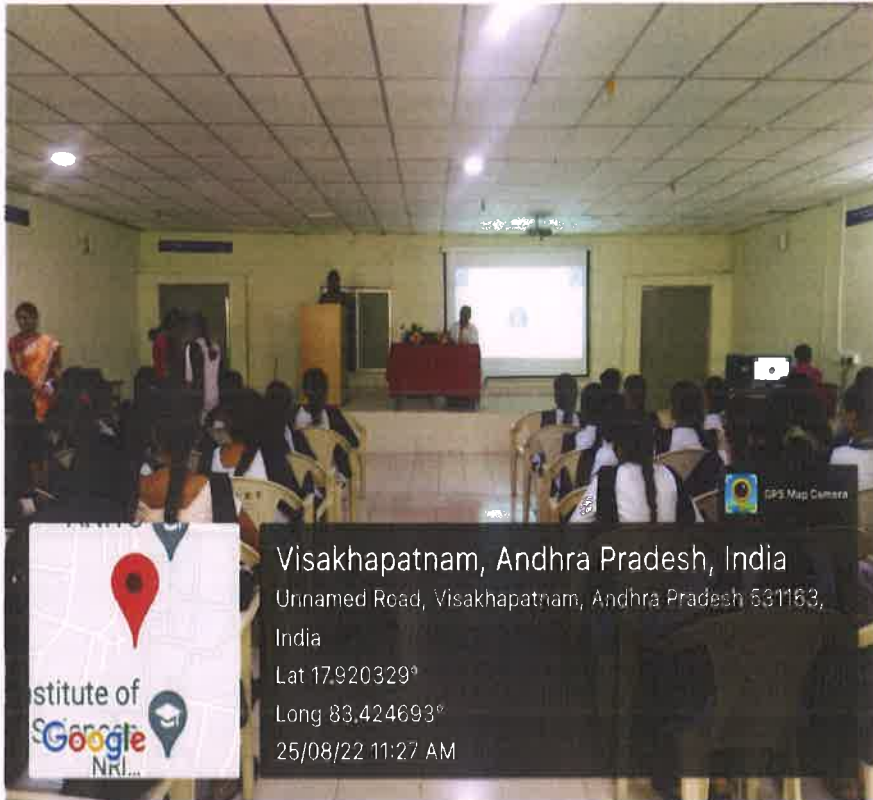 GPS Map Camera
Visakhapatnam, Andhra Pradesh, India
Unnamed Road, Visakhapatnam, Andhra Pradesh 531163,
India
Lat 17.920329°
Long 83.424693°
25/08/22 11:27 AM
stitute of
Google
NRI...